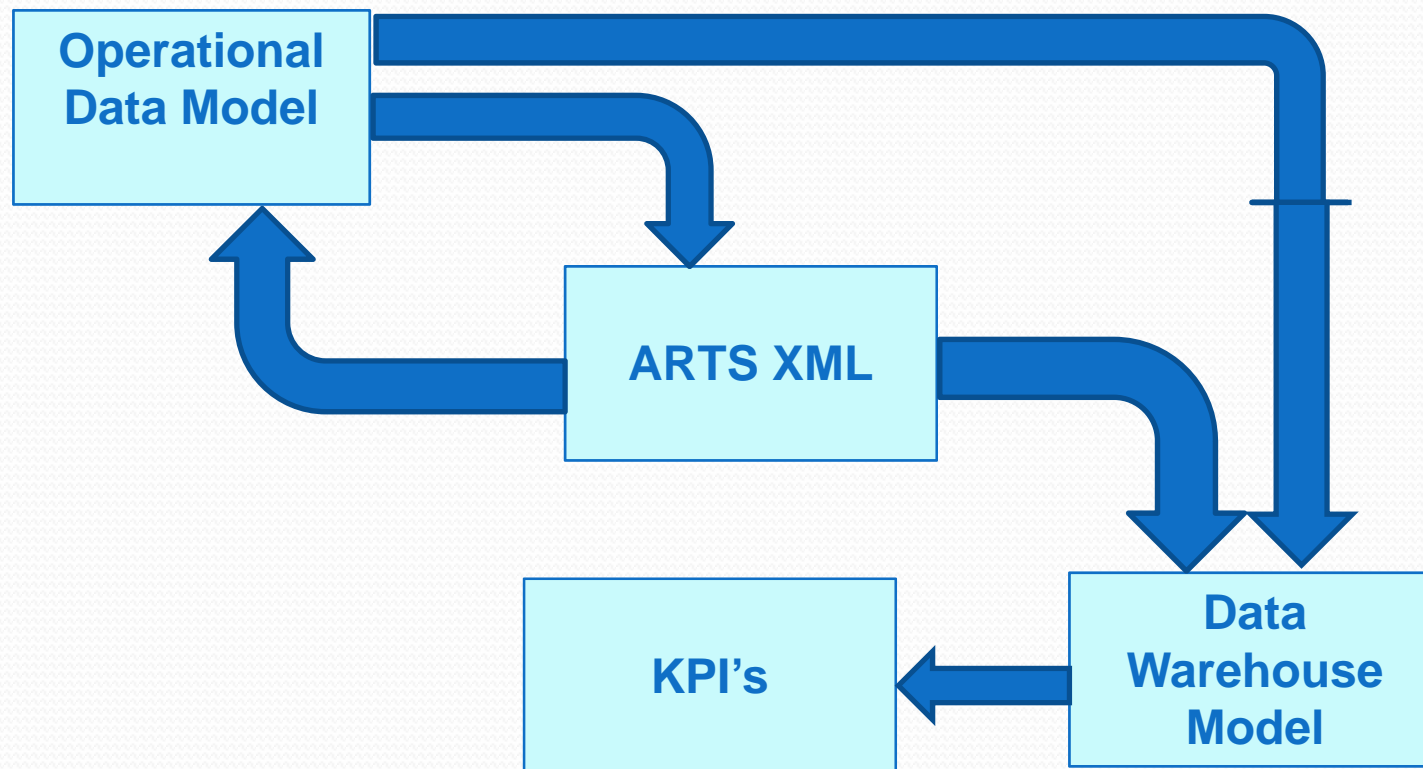 Operational
Data Model
ARTS XML
KPI's
Data
Warehouse
Model